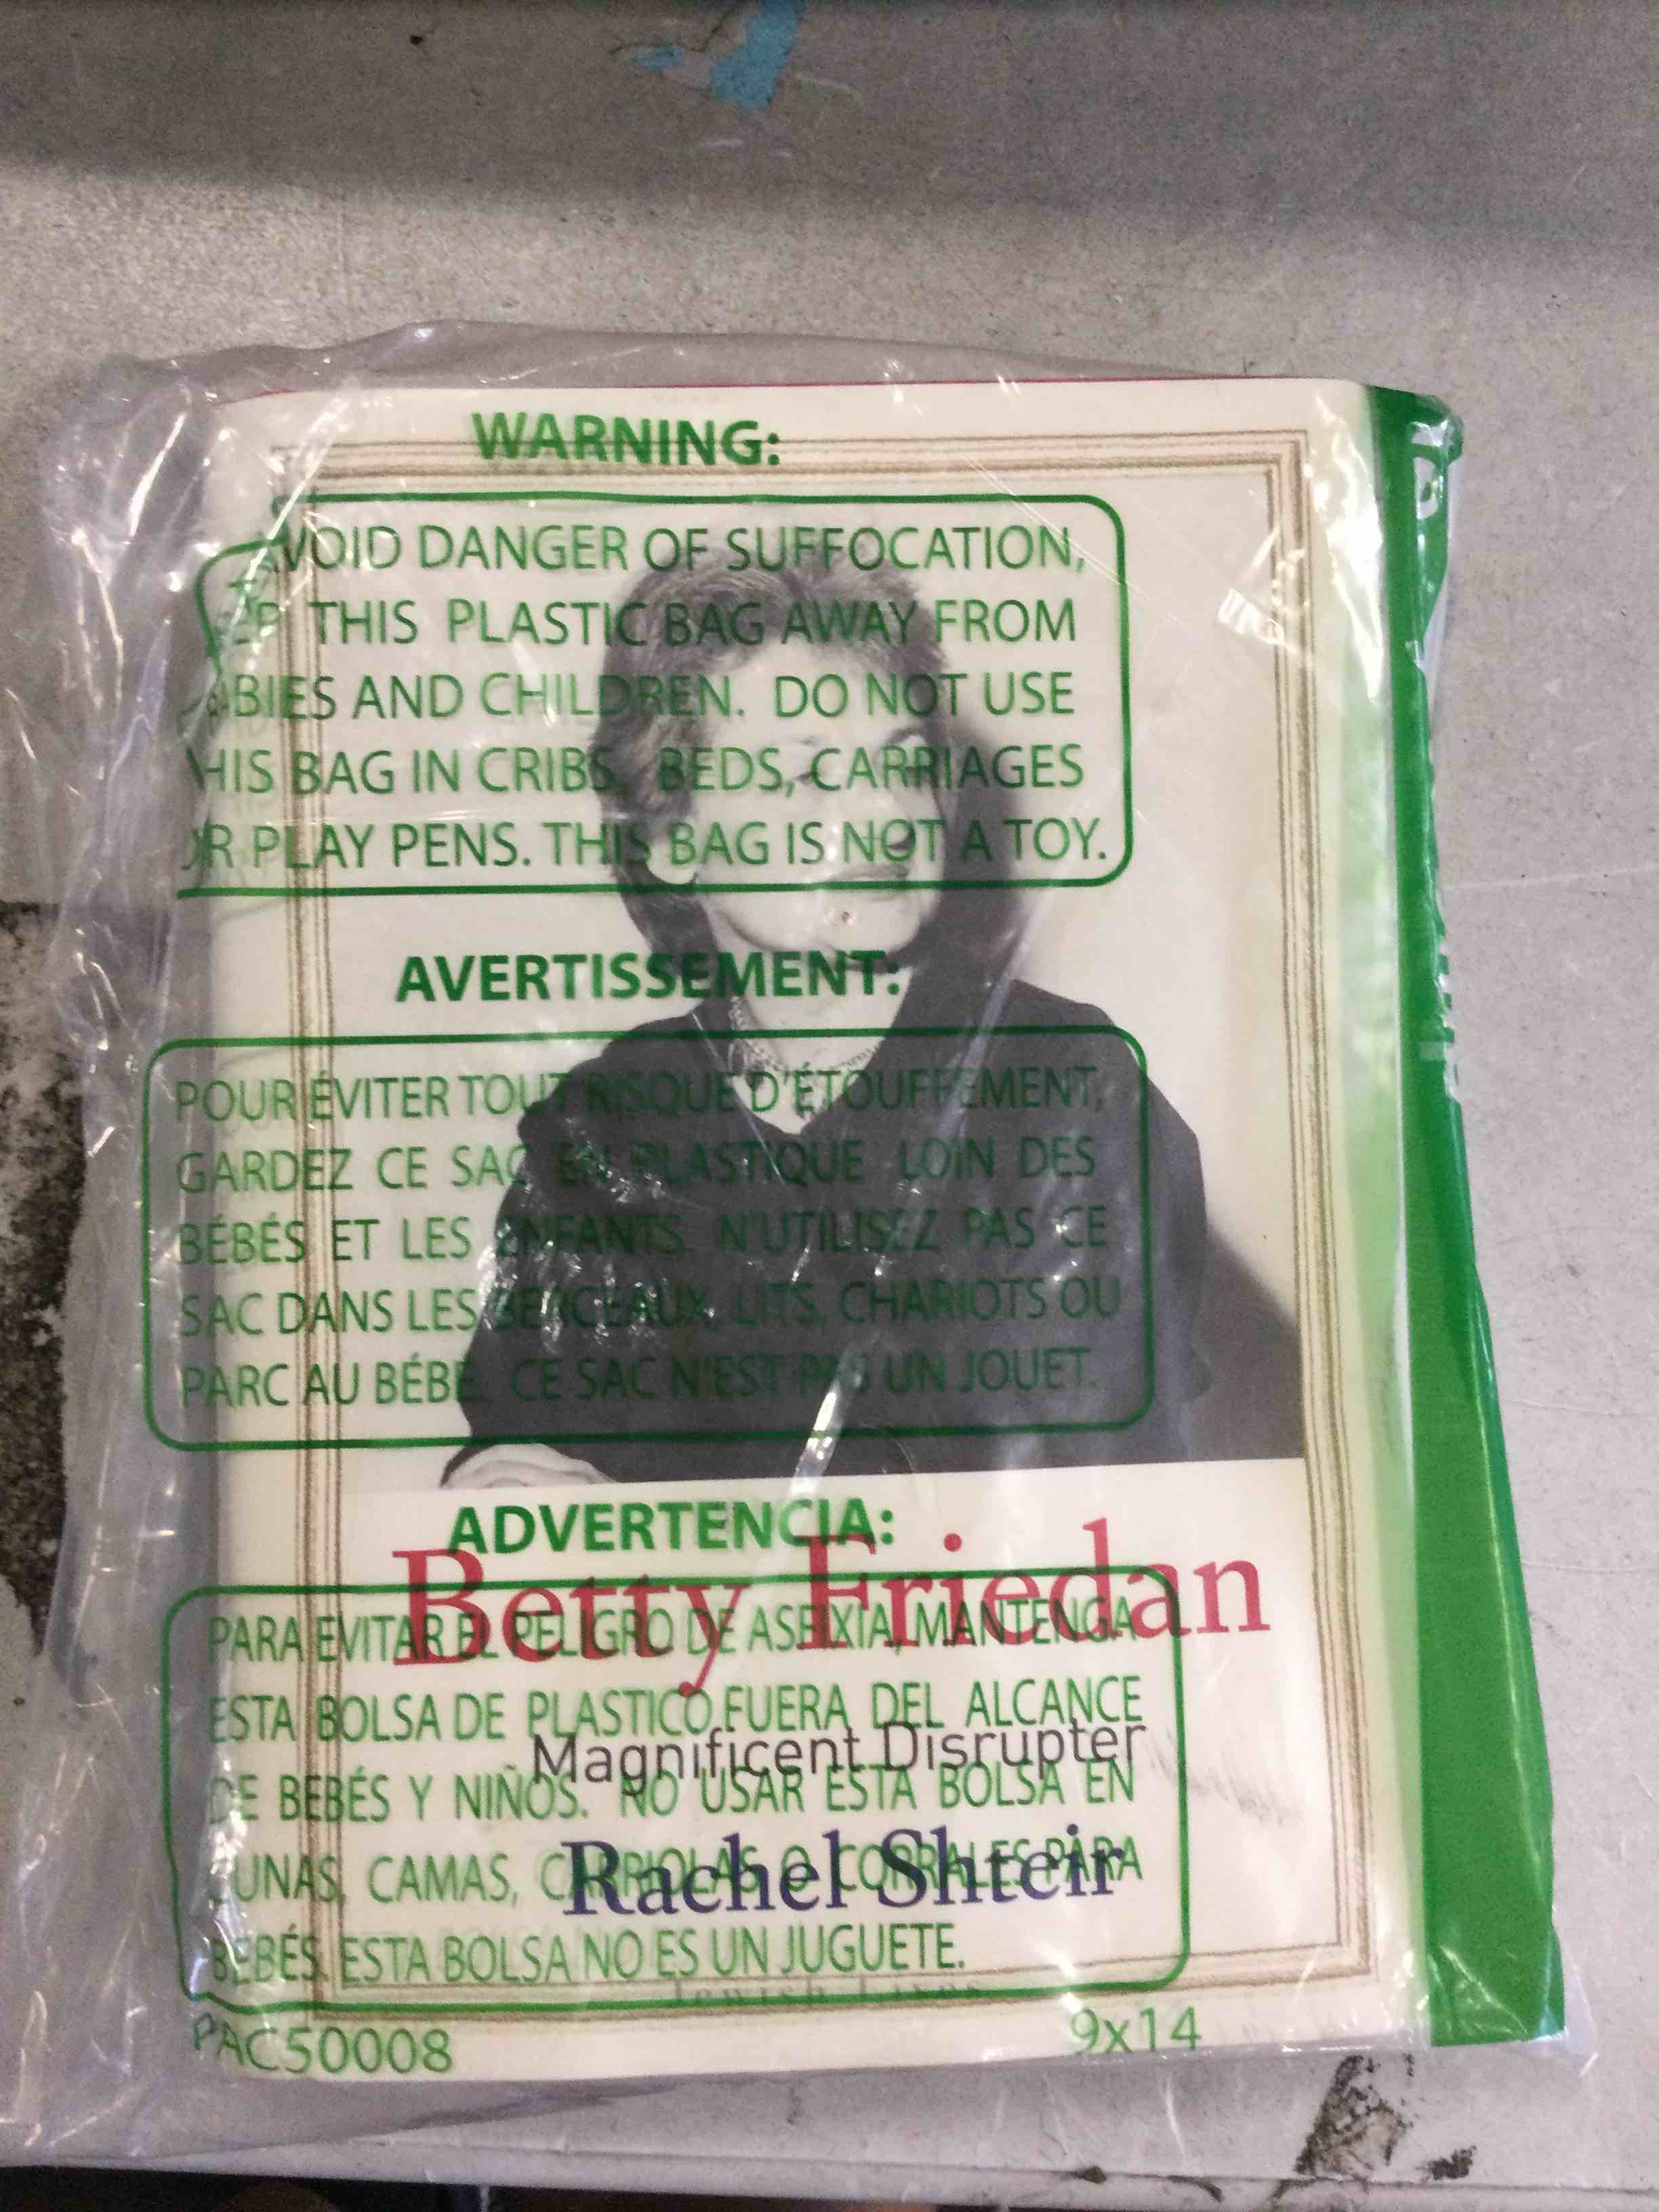 WARNING:
VOID DANGER OF SUFFOCATION,
THIS PLASTIC BAG AWAY FROM
BIES AND CHILDREN. DO NOT USE
HIS BAG IN CRIBS, BEDS, CARRIAGES
R PLAY PENS. THIS BAG IS NOT A TOY.
AVERTISSEMENT:
POUR ÉVITER TOUT RISQUE D'ÉTOUFFEMENT,
GARDEZ CE SAC EN PLASTIQUE LOIN DES
BÉBÉS ET LES ENFANTS. N'UTILISEZ PAS CE
SAC DANS LES BERCEAUX, LITS, CHARIOTS OU
PARC AU BÉBÉ. CE SAC N'EST PAS UN JOUET.
ADVERTENCIA:
Betty Friedan
PARA EVITAR EL PELIGRO DE ASFIXIA, MANTENGA
ESTA BOLSA DE PLASTICO FUERA DEL ALCANCE
Magnificent Disrupter
DE BEBÉS Y NIÑOS. NO USAR ESTA BOLSA EN
Rachel Shteir
UNAS, CAMAS, CARRIOLAS O CORRALES PARA
BEBÉS. ESTA BOLSA NO ES UN JUGUETE.
Jewish Lives
PAC50008 9x14